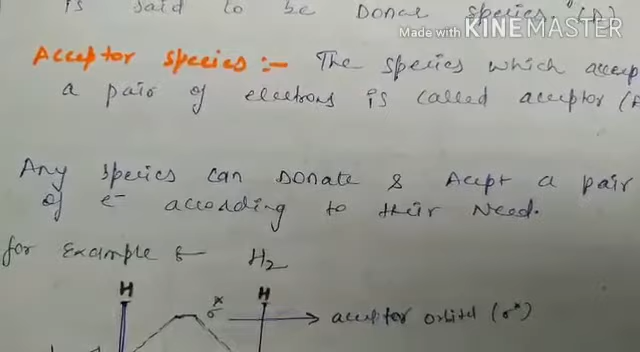 is said to be Donar species. (D)
Made with KINEMASTER
Acceptor species :- The species which accep
a pair of electrons is called acceptor (A
Any species can Donate & Accept a pair
of e- according to their Need.
for Example :- H2
H σ* H
acceptor orbital (σ*)